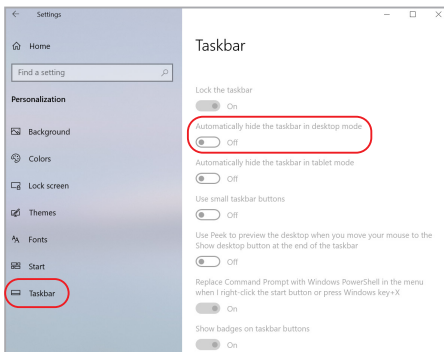 Settings
Home
Find a setting
Personalization
Background
Colors
Lock screen
Themes
Fonts
Start
Taskbar
Taskbar
Lock the taskbar
On
Automatically hide the taskbar in desktop mode
Off
Automatically hide the taskbar in tablet mode
Off
Use small taskbar buttons
Off
Use Peek to preview the desktop when you move your mouse to the
Show desktop button at the end of the taskbar
Off
Replace Command Prompt with Windows PowerShell in the menu
when I right-click the start button or press Windows key+X
On
Show badges on taskbar buttons
On